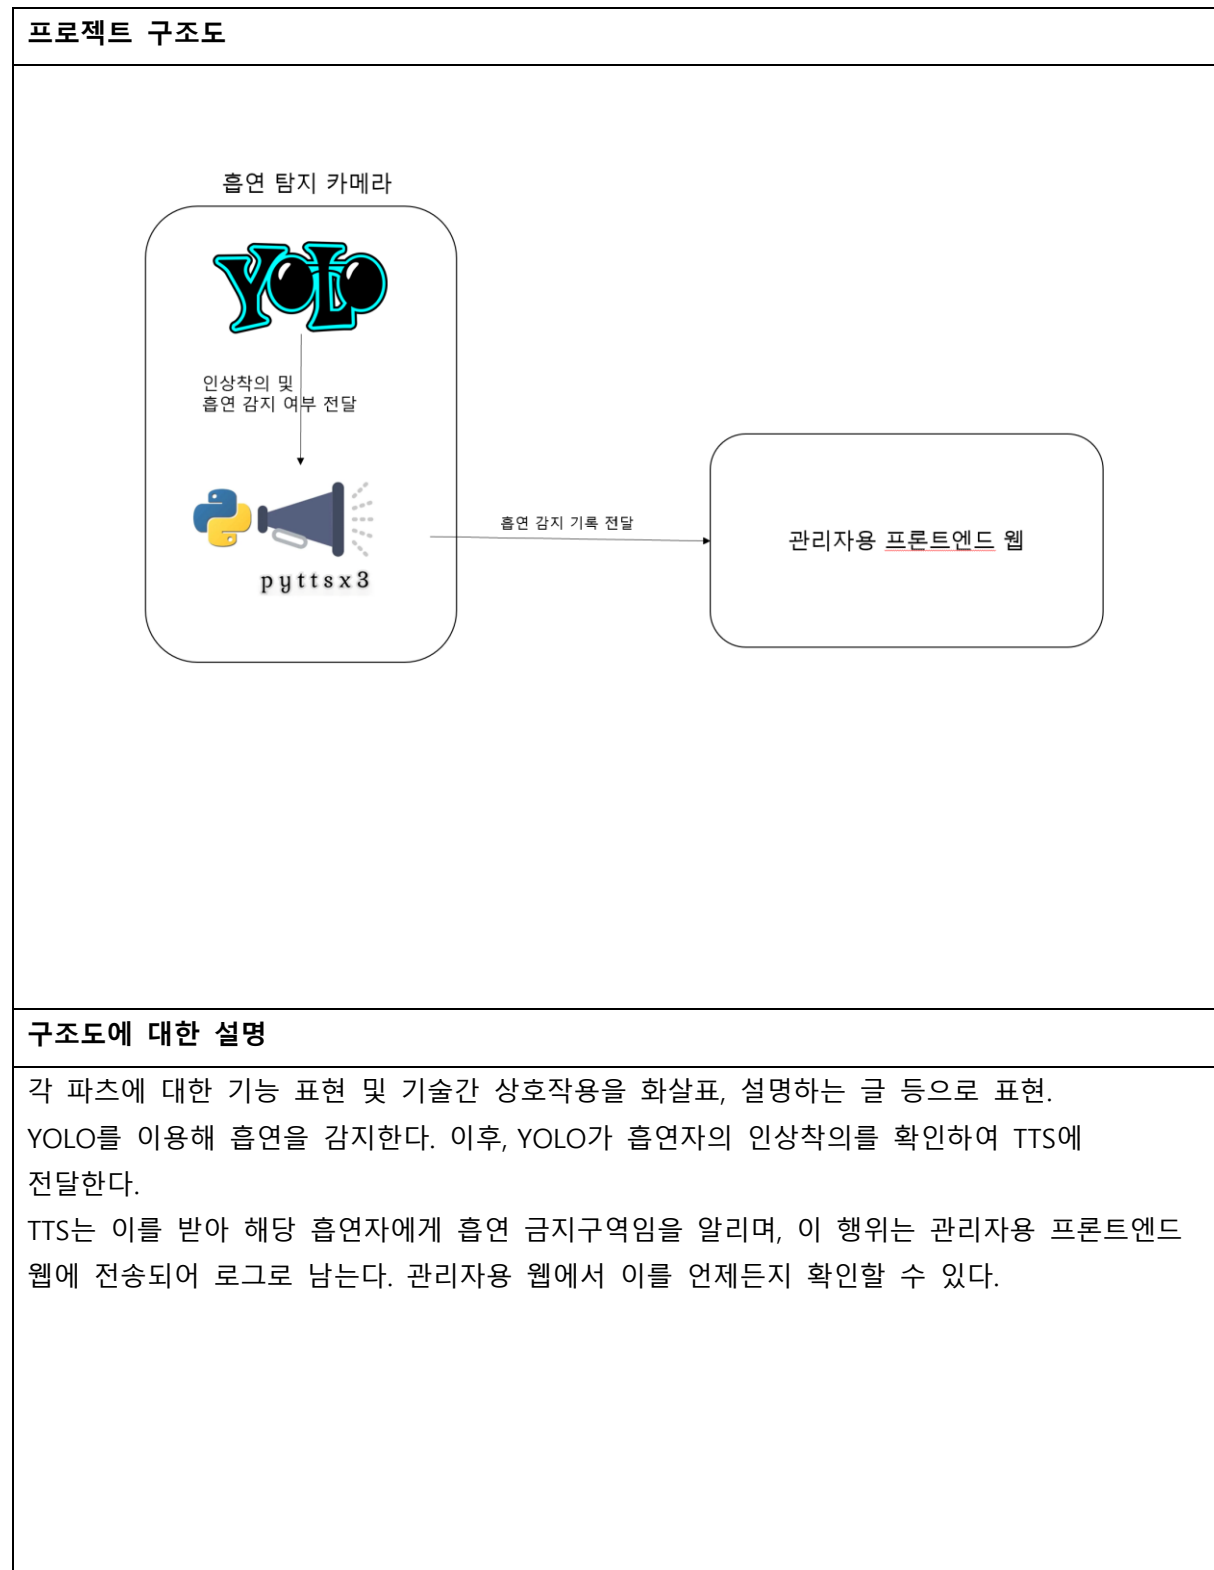 프로젝트 구조도
흡연 탐지 카메라
YOLO
인상착의 및
흡연 감지 여부 전달
pyttsx3
흡연 감지 기록 전달
관리자용 프론트엔드 웹
구조도에 대한 설명
각 파츠에 대한 기능 표현 및 기술간 상호작용을 화살표, 설명하는 글 등으로 표현.
YOLO를 이용해 흡연을 감지한다. 이후, YOLO가 흡연자의 인상착의를 확인하여 TTS에
전달한다.
TTS는 이를 받아 해당 흡연자에게 흡연 금지구역임을 알리며, 이 행위는 관리자용 프론트엔드
웹에 전송되어 로그로 남는다. 관리자용 웹에서 이를 언제든지 확인할 수 있다.